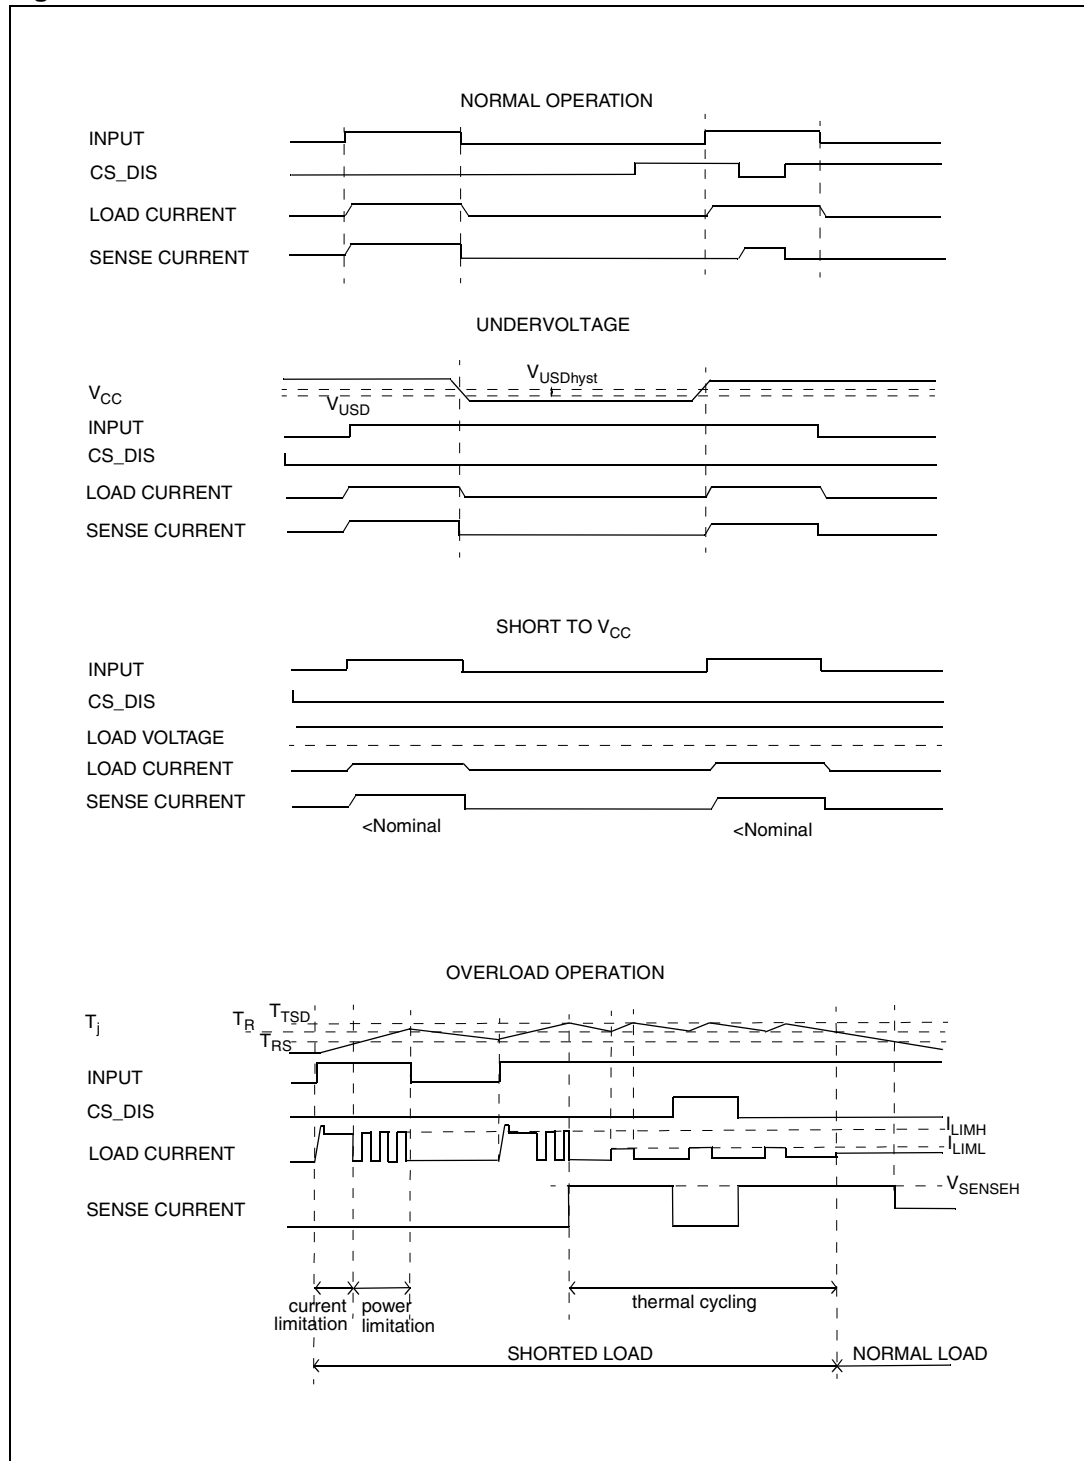 NORMAL OPERATION
INPUT
CS_DIS
LOAD CURRENT
SENSE CURRENT
UNDERVOLTAGE
VUSDhyst
VCC
VUSD
INPUT
CS_DIS
LOAD CURRENT
SENSE CURRENT
SHORT TO VCC
INPUT
CS_DIS
LOAD VOLTAGE
LOAD CURRENT
SENSE CURRENT
<Nominal <Nominal
OVERLOAD OPERATION
Tj TR TTSD
TRS
INPUT
CS_DIS
ILIMH
LOAD CURRENT ILIML
VSENSEH
SENSE CURRENT
current power thermal cycling
limitation limitation
SHORTED LOAD NORMAL LOAD